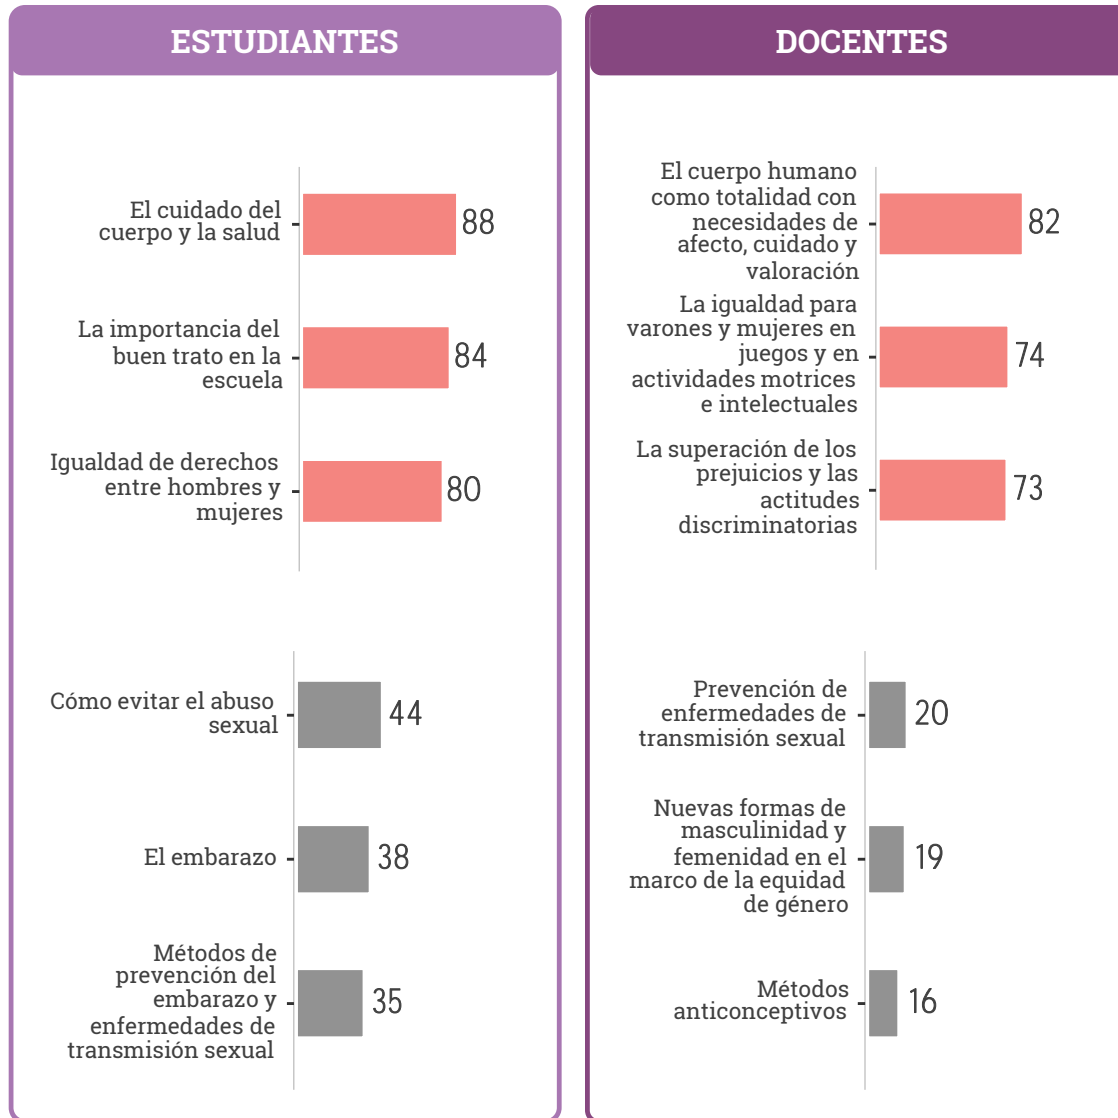 ESTUDIANTES
El cuidado del
cuerpo y la salud
88
La importancia del
buen trato en la
escuela
84
Igualdad de derechos
entre hombres y
mujeres
80
Cómo evitar el abuso
sexual
44
El embarazo
38
Métodos de
prevención del
embarazo y
enfermedades de
transmisión sexual
35
DOCENTES
El cuerpo humano
como totalidad con
necesidades de
afecto, cuidado y
valoración
82
La igualdad para
varones y mujeres en
juegos y en
actividades motrices
e intelectuales
74
La superación de los
prejuicios y las
actitudes
discriminatorias
73
Prevención de
enfermedades de
transmisión sexual
20
Nuevas formas de
masculinidad y
femenidad en el
marco de la equidad
de género
19
Métodos
anticonceptivos
16